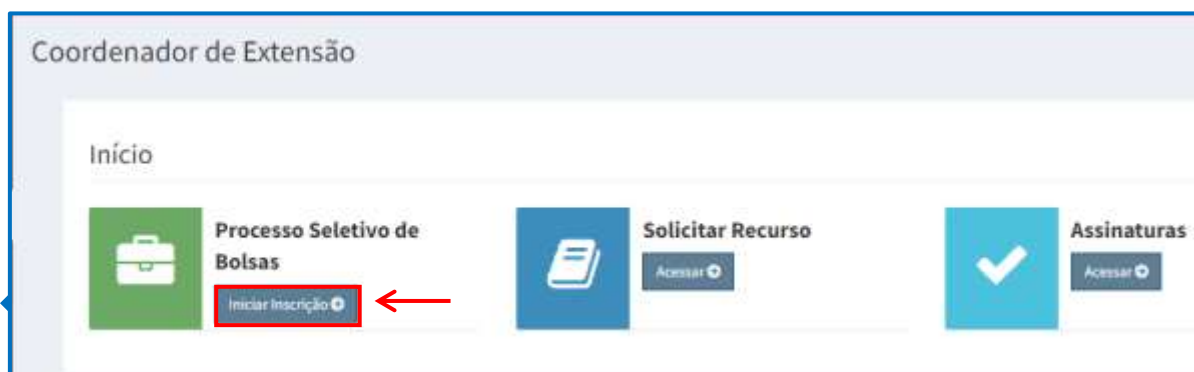 Coordenador de Extensão
Início
Processo Seletivo de
Bolsas
Iniciar Inscrição
Solicitar Recurso
Acessar
Assinaturas
Acessar